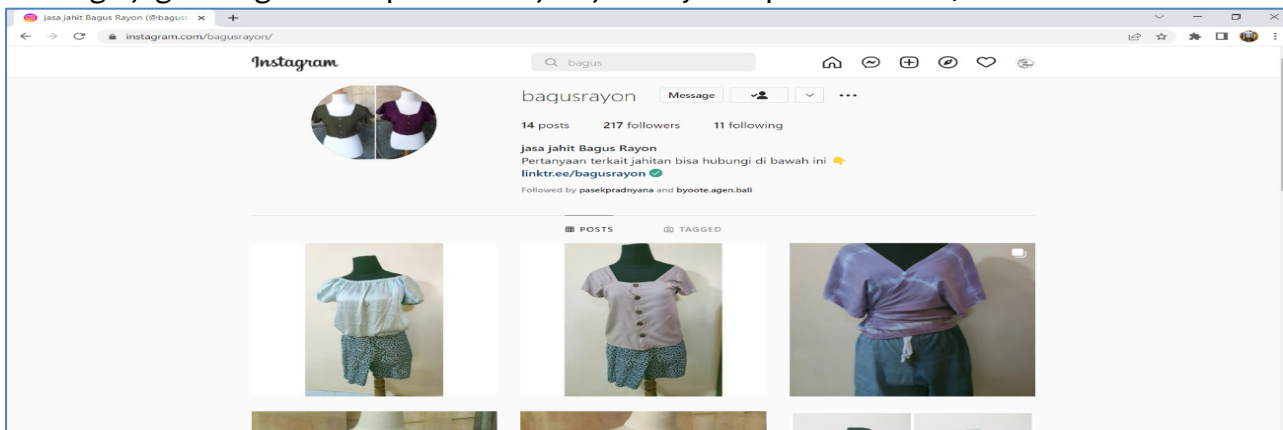 jasa jahit Bagus Rayon (@bagusr
instagram.com/bagusrayon/
Instagram
bagus
bagusrayon Message
14 posts 217 followers 11 following
jasa jahit Bagus Rayon
Pertanyaan terkait jahitan bisa hubungi di bawah ini 👇
linktr.ee/bagusrayon
Followed by pasekpradnyana and byoote.agen.bali
POSTS TAGGED